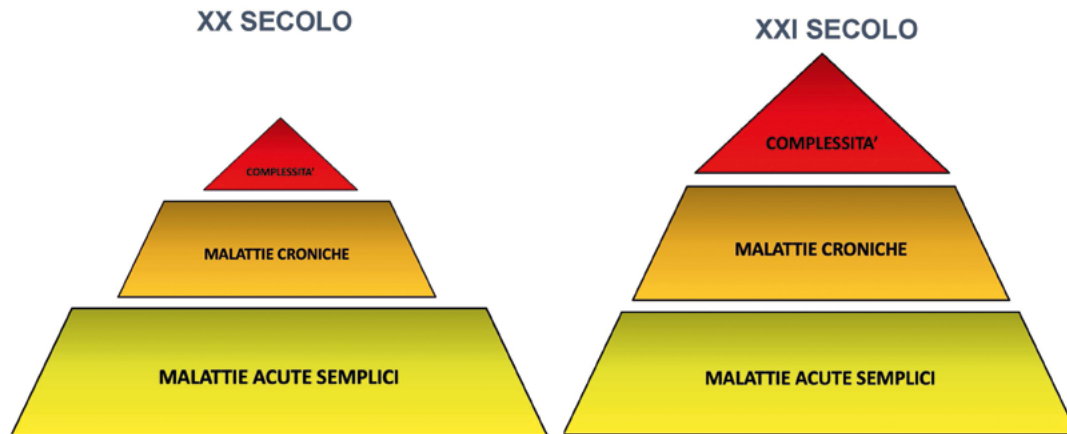 XX SECOLO
COMPLESSITA'
MALATTIE CRONICHE
MALATTIE ACUTE SEMPLICI
XXI SECOLO
COMPLESSITA'
MALATTIE CRONICHE
MALATTIE ACUTE SEMPLICI